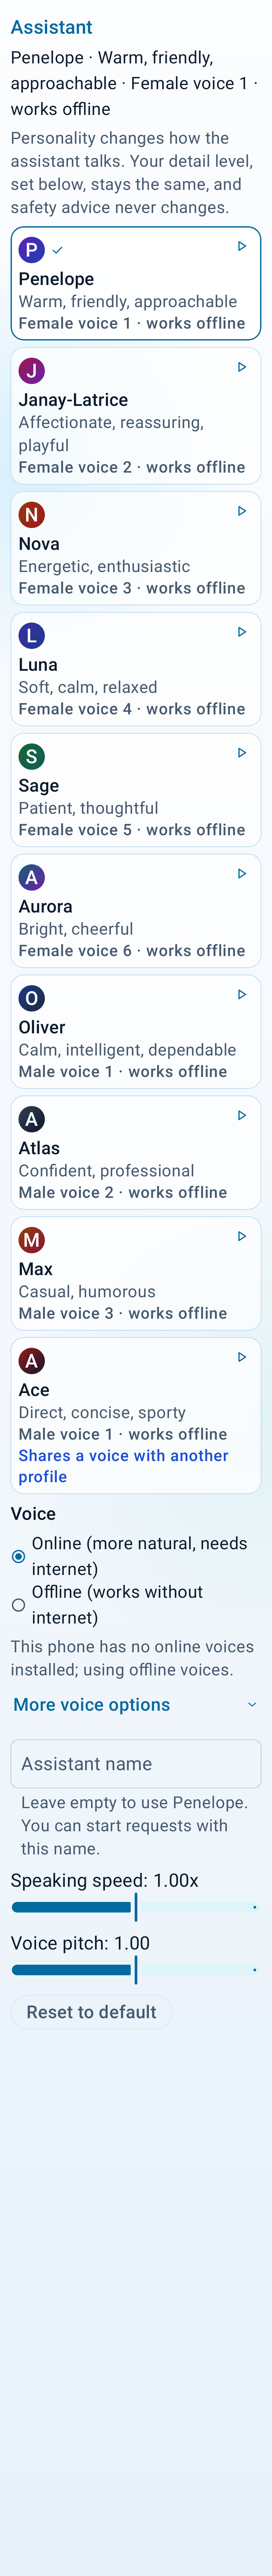 Assistant
Penelope · Warm, friendly,
approachable · Female voice 1 ·
works offline
Personality changes how the
assistant talks. Your detail level,
set below, stays the same, and
safety advice never changes.
P
Penelope
Warm, friendly, approachable
Female voice 1 · works offline
J
Janay-Latrice
Affectionate, reassuring,
playful
Female voice 2 · works offline
N
Nova
Energetic, enthusiastic
Female voice 3 · works offline
L
Luna
Soft, calm, relaxed
Female voice 4 · works offline
S
Sage
Patient, thoughtful
Female voice 5 · works offline
A
Aurora
Bright, cheerful
Female voice 6 · works offline
O
Oliver
Calm, intelligent, dependable
Male voice 1 · works offline
A
Atlas
Confident, professional
Male voice 2 · works offline
M
Max
Casual, humorous
Male voice 3 · works offline
A
Ace
Direct, concise, sporty
Male voice 1 · works offline
Shares a voice with another
profile
Voice
Online (more natural, needs
internet)
Offline (works without
internet)
This phone has no online voices
installed; using offline voices.
More voice options
Assistant name
Leave empty to use Penelope.
You can start requests with
this name.
Speaking speed: 1.00x
Voice pitch: 1.00
Reset to default